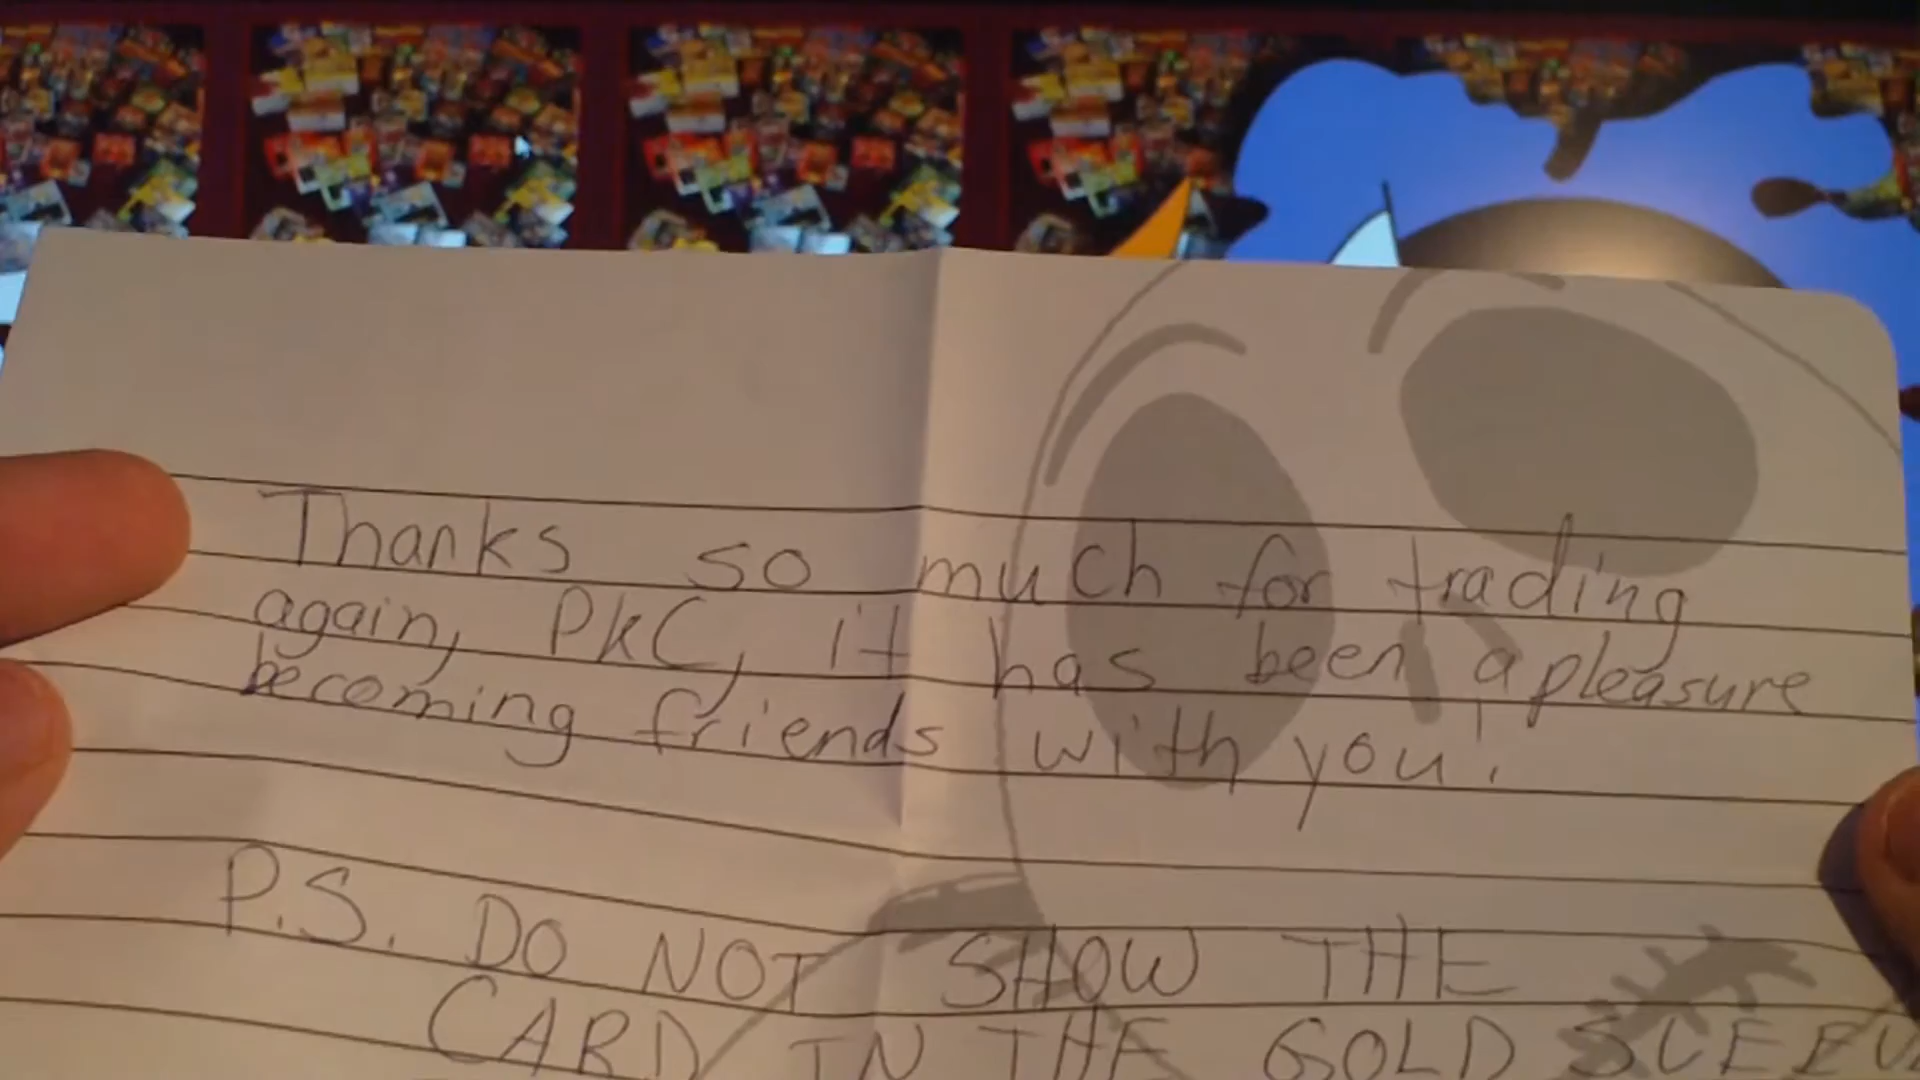 Thanks so much for trading
again, PkC, it has been a pleasure
becoming friends with you!
P.S. DO NOT SHOW THE
CARD IN THE GOLD